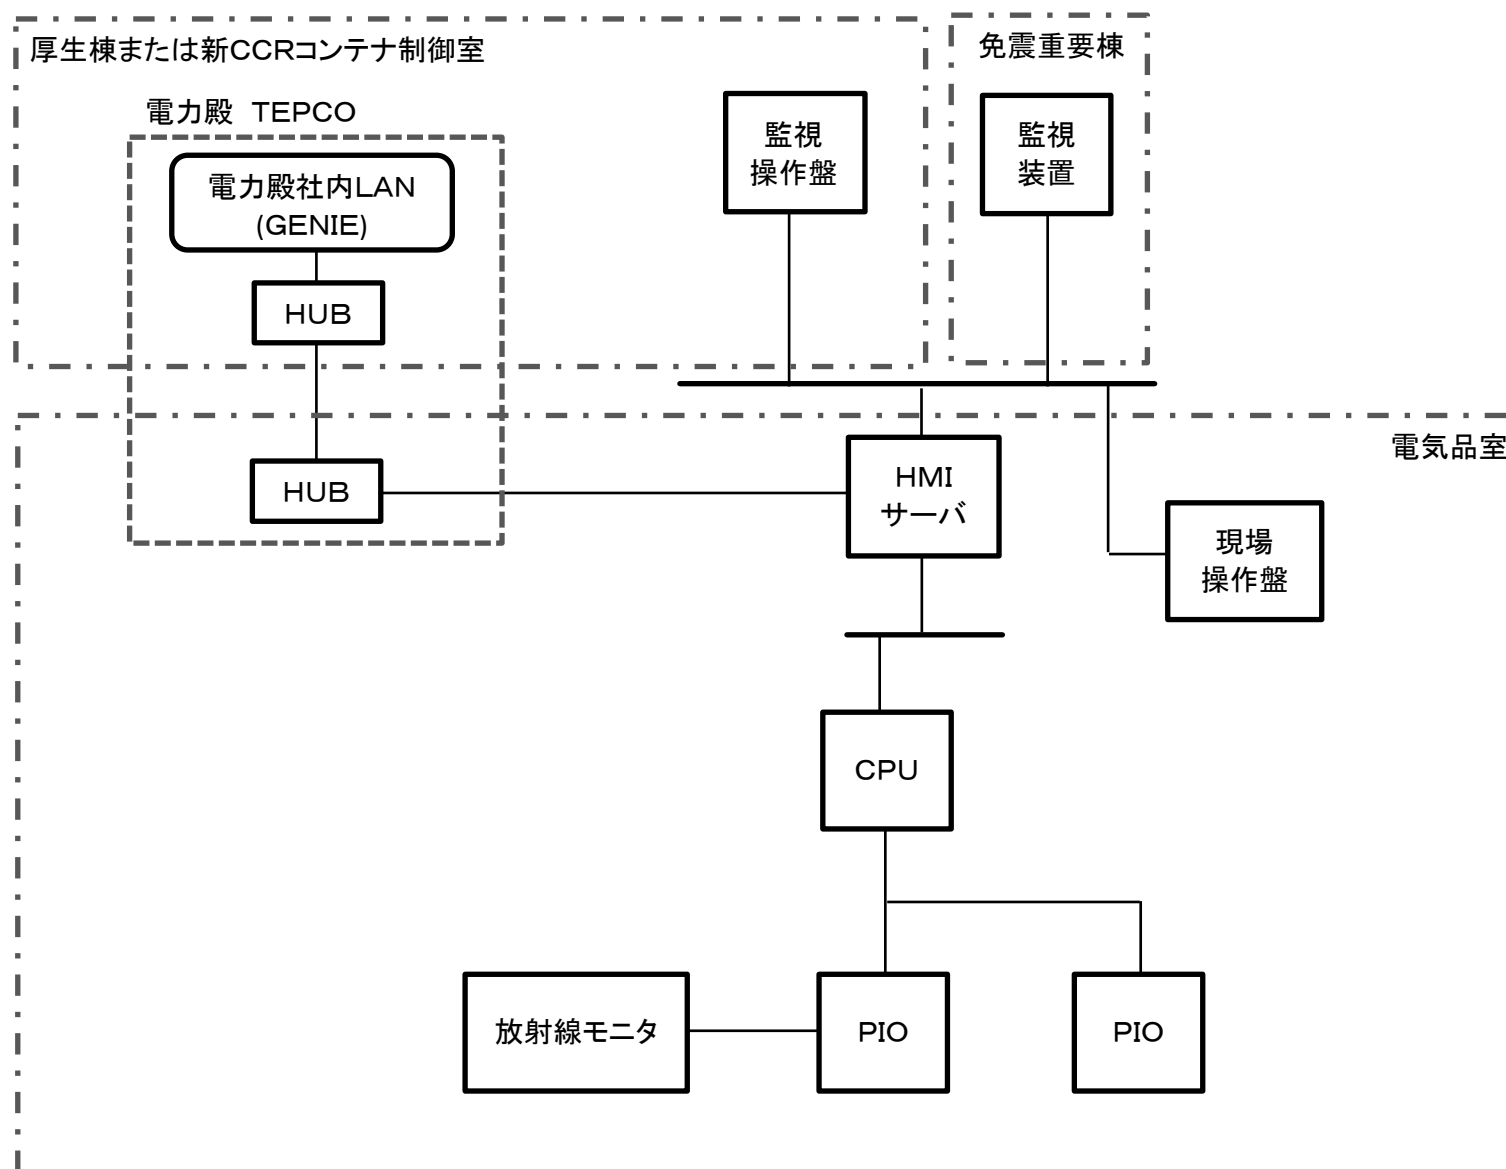 厚生棟または新CCRコンテナ制御室
免震重要棟
電力殿 TEPCO
電力殿社内LAN
(GENIE)
HUB
監視
操作盤
監視
装置
電気品室
HUB
HMI
サーバ
現場
操作盤
CPU
放射線モニタ
PIO
PIO